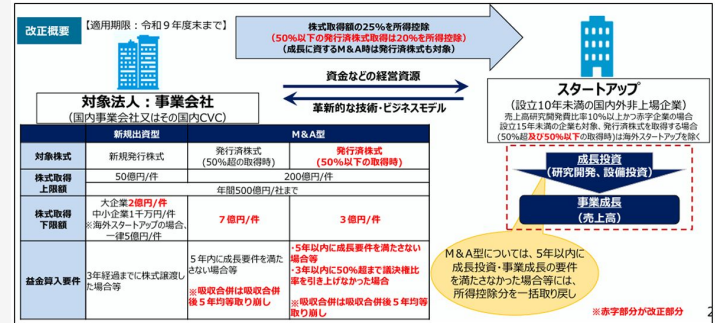 改正概要
【適用期限：令和９年度末まで】
株式取得額の25％を所得控除
（50％以下の発行済株式取得は20％を所得控除）
（成長に資するM＆A時は発行済株式も対象）
資金などの経営資源
革新的な技術・ビジネスモデル
対象法人：事業会社
（国内事業会社又はその国内CVC）
スタートアップ
（設立10年未満の国内外非上場企業）
売上高研究開発費比率10％以上かつ赤字企業の場合
設立15年未満の企業も対象、発行済株式を取得する場合
（50％超及び50％以下の取得時）は海外スタートアップを除く
新規出資型
Ｍ＆Ａ型
対象株式
新規発行株式
発行済株式
（50％超の取得時）
発行済株式
（50％以下の取得時）
株式取得
上限額
50億円/件
200億円/件
年間500億円/社まで
株式取得
下限額
大企業2億円/件
中小企業1千万円/件
※海外スタートアップの場合、
一律5億円/件
７億円/件
３億円/件
益金算入要件
3年経過までに株式譲渡し
た場合等
５年内に成長要件を満た
さない場合等
※吸収合併は吸収合併
後５年均等取り崩し
・5年以内に成長要件を満たさない
場合等
・3年以内に50％超まで議決権比
率を引き上げなかった場合
※吸収合併は吸収合併後５年均等
取り崩し
成長投資
（研究開発、設備投資）
事業成長
（売上高）
Ｍ＆Ａ型については、5年以内に
成長投資・事業成長の要件
を満たさなかった場合等には、
所得控除分を一括取り戻し
※赤字部分が改正部分
2